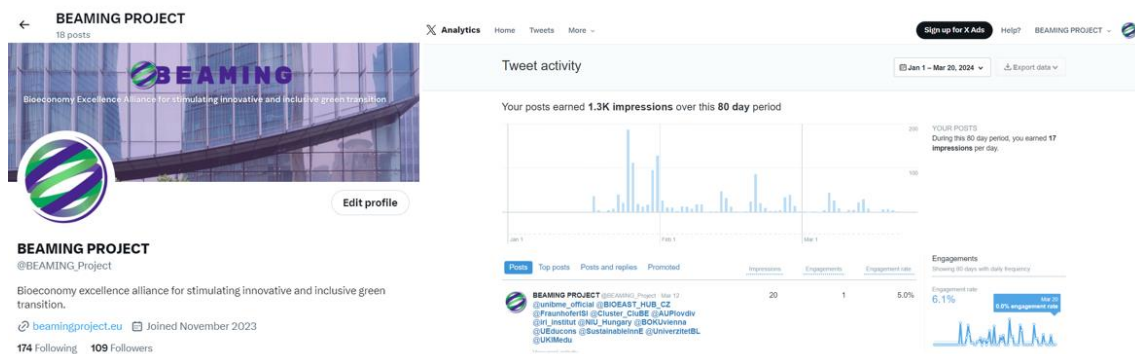 BEAMING PROJECT
18 posts
BEAMING
Bioeconomy Excellence Alliance for stimulating innovative and inclusive green transition
Edit profile
BEAMING PROJECT
@BEAMING_Project
Bioeconomy excellence alliance for stimulating innovative and inclusive green
transition.
beamingproject.eu Joined November 2023
174 Following 109 Followers
X Analytics Home Tweets More
Sign up for X Ads Help? BEAMING PROJECT
Tweet activity
Jan 1 – Mar 20, 2024 Export data
Your posts earned 1.3K impressions over this 80 day period
200
100
Jan 1 Feb 1 Mar 1
YOUR POSTS
During this 80 day period, you earned 17
impressions per day.
Posts Top posts Posts and replies Promoted Impressions Engagements Engagement rate
BEAMING PROJECT @BEAMING_Project Mar 12
@unibme_official @BIOEAST_HUB_CZ
@FraunhoferISI @Cluster_CluBE @AUPlovdiv
@iri_institut @NIU_Hungary @BOKUvienna
@UEducons @SustainableInnE @UniverzitetBL
@UKIMedu
20 1 5.0%
Engagements
Showing 80 days with daily frequency
Engagement rate
6.1%
Mar 20
0.0% engagement rate